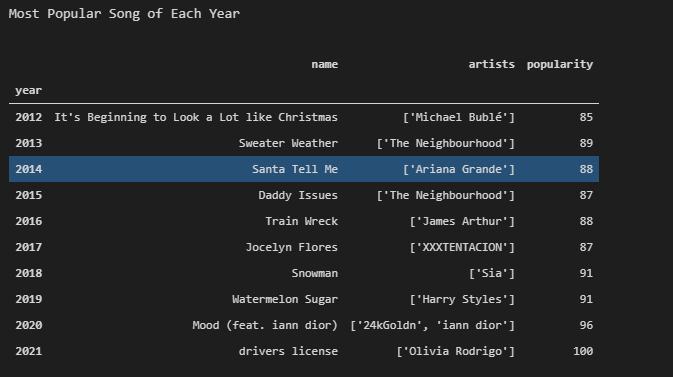 Most Popular Song of Each Year
name artists popularity
year
2012 It's Beginning to Look a Lot like Christmas ['Michael Bublé'] 85
2013 Sweater Weather ['The Neighbourhood'] 89
2014 Santa Tell Me ['Ariana Grande'] 88
2015 Daddy Issues ['The Neighbourhood'] 87
2016 Train Wreck ['James Arthur'] 88
2017 Jocelyn Flores ['XXXTENTACION'] 87
2018 Snowman ['Sia'] 91
2019 Watermelon Sugar ['Harry Styles'] 91
2020 Mood (feat. iann dior) ['24kGoldn', 'iann dior'] 96
2021 drivers license ['Olivia Rodrigo'] 100